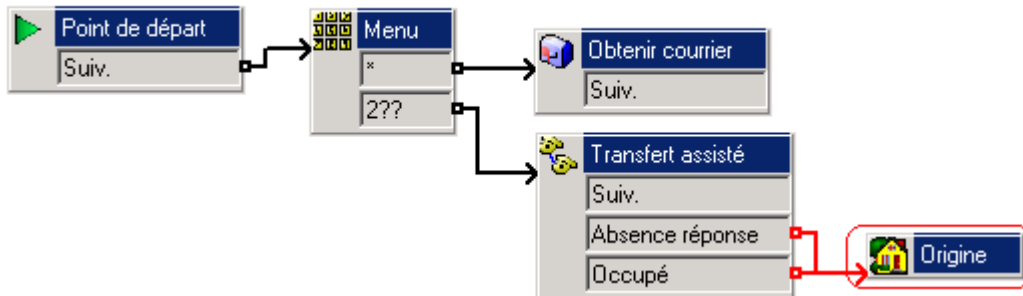 Point de départ
Suiv.
Menu
*
2??
Obtenir courrier
Suiv.
Transfert assisté
Suiv.
Absence réponse
Occupé
Origine